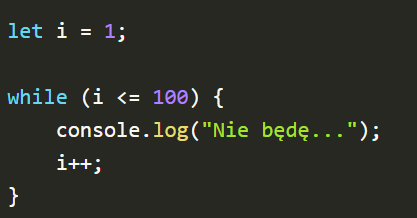 let i = 1;
while (i <= 100) {
    console.log("Nie będę...");
    i++;
}